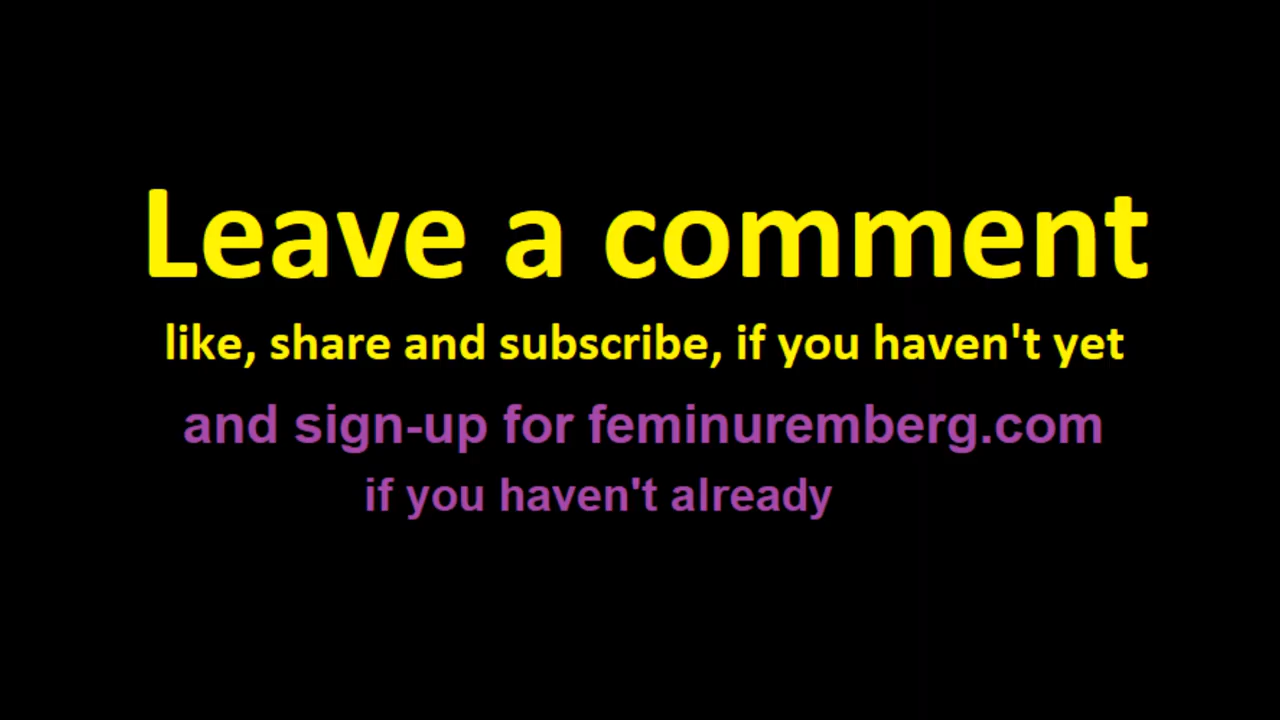 Leave a comment
like, share and subscribe, if you haven't yet
and sign-up for feminuremberg.com
if you haven't already